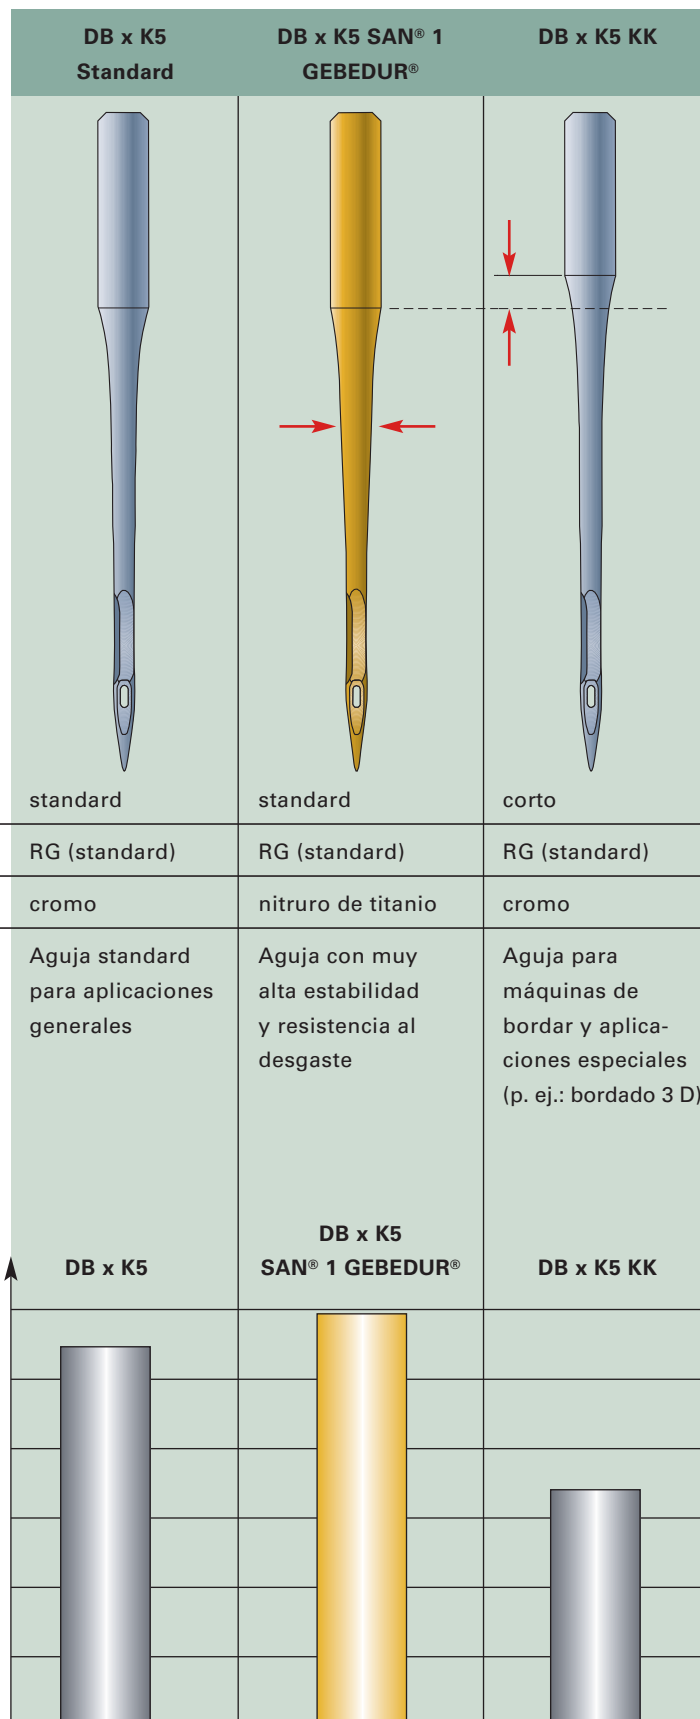 DB x K5
Standard
DB x K5 SAN® 1
GEBEDUR®
DB x K5 KK
standard
standard
corto
RG (standard)
RG (standard)
RG (standard)
cromo
nitruro de titanio
cromo
Aguja standard
para aplicaciones
generales
Aguja con muy
alta estabilidad
y resistencia al
desgaste
Aguja para
máquinas de
bordar y aplica-
ciones especiales
(p. ej.: bordado 3 D)
DB x K5
DB x K5
SAN® 1 GEBEDUR®
DB x K5 KK